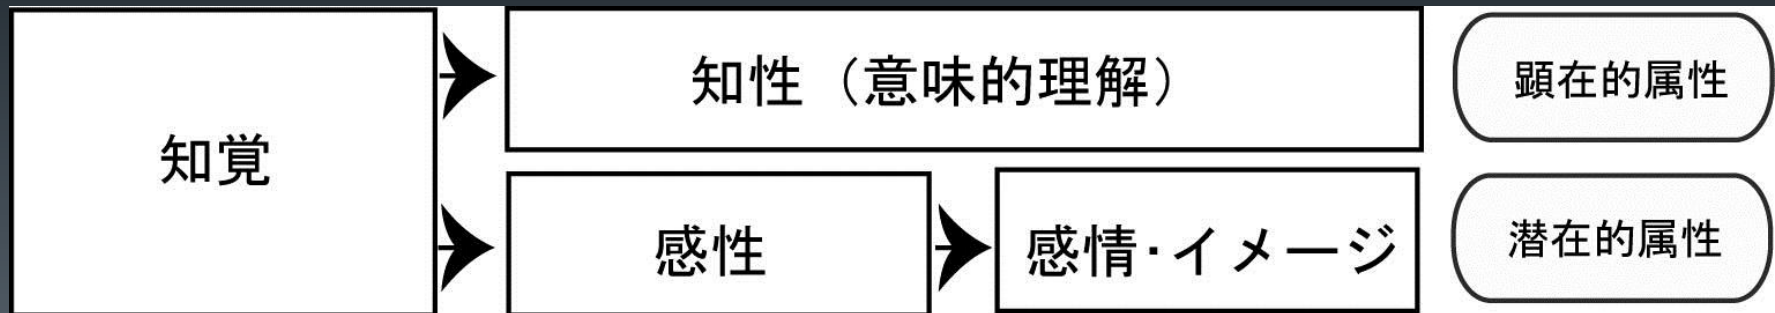 知覚
知性（意味的理解）
顕在的属性
感性
感情・イメージ
潜在的属性